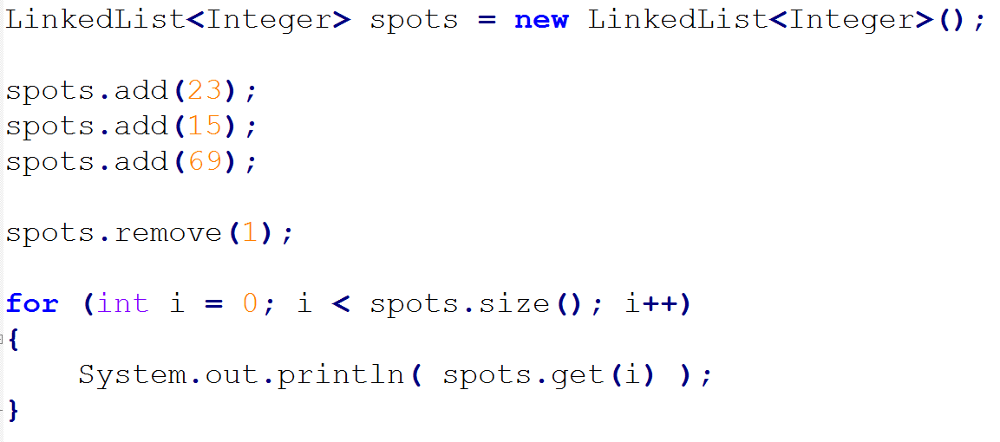 LinkedList<Integer> spots = new LinkedList<Integer>();
spots.add(23);
spots.add(15);
spots.add(69);
spots.remove(1);
for (int i = 0; i < spots.size(); i++)
{
    System.out.println( spots.get(i) );
}